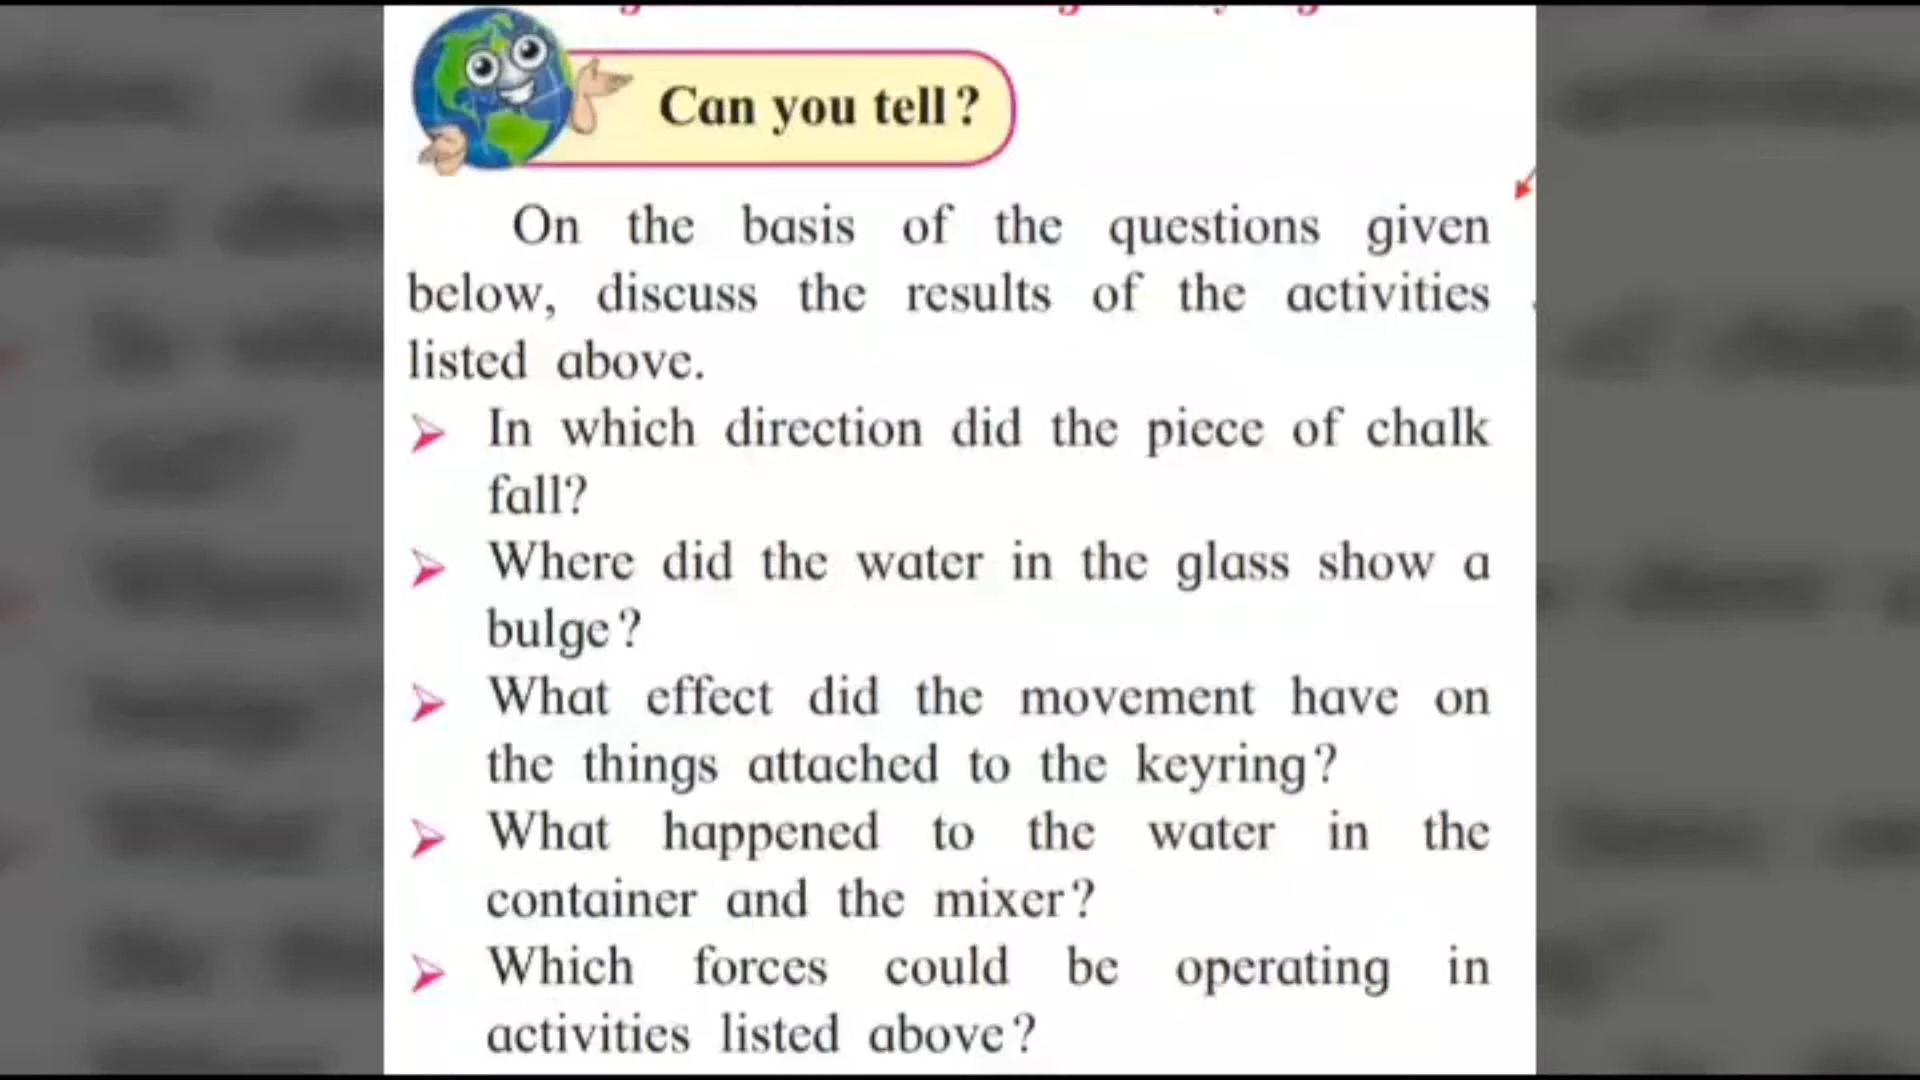 Can you tell?
On the basis of the questions given
below, discuss the results of the activities
listed above.
In which direction did the piece of chalk
fall?
Where did the water in the glass show a
bulge?
What effect did the movement have on
the things attached to the keyring?
What happened to the water in the
container and the mixer?
Which forces could be operating in
activities listed above?